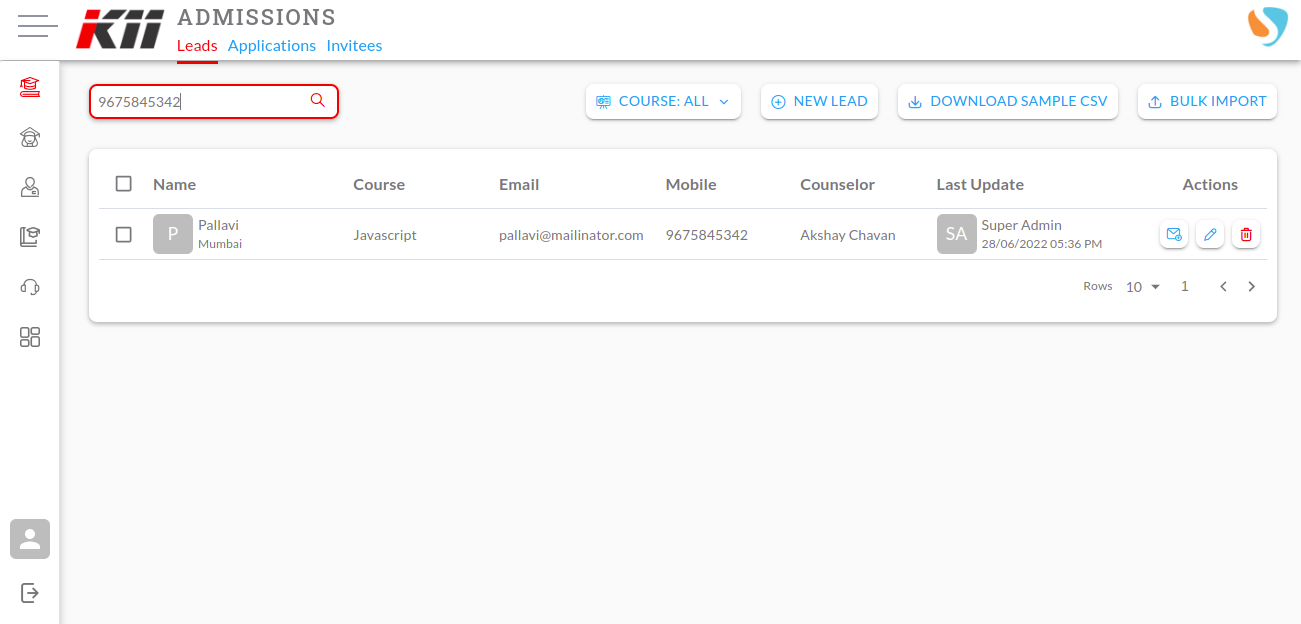 KII
ADMISSIONS
Leads Applications Invitees
9675845342
COURSE: ALL
NEW LEAD
DOWNLOAD SAMPLE CSV
BULK IMPORT
Name Course Email Mobile Counselor Last Update Actions
P Pallavi Mumbai Javascript pallavi@mailinator.com 9675845342 Akshay Chavan SA Super Admin 28/06/2022 05:36 PM
Rows 10 1